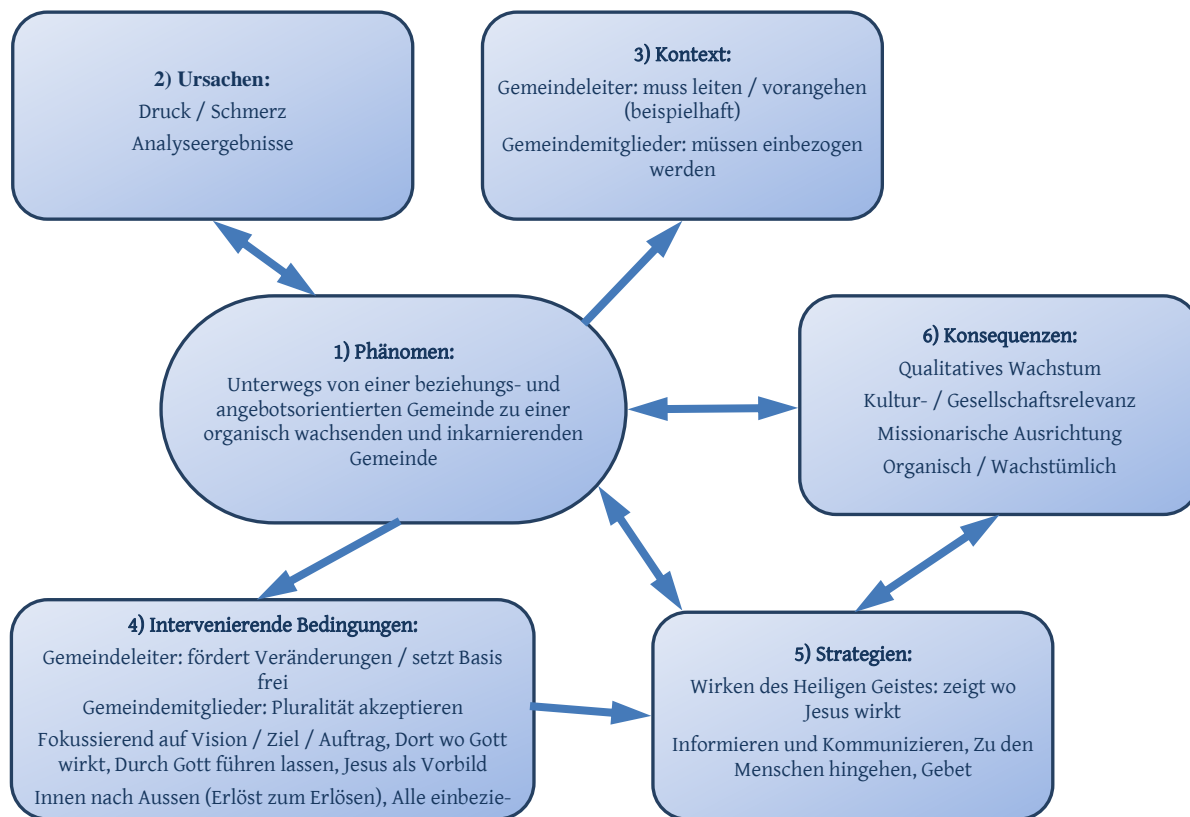 2) Ursachen:
Druck / Schmerz
Analyseergebnisse
3) Kontext:
Gemeindeleiter: muss leiten / vorangehen
(beispielhaft)
Gemeindemitglieder: müssen einbezogen
werden
1) Phänomen:
Unterwegs von einer beziehungs- und
angebotsorientierten Gemeinde zu einer
organisch wachsenden und inkarnierenden
Gemeinde
6) Konsequenzen:
Qualitatives Wachstum
Kultur- / Gesellschaftsrelevanz
Missionarische Ausrichtung
Organisch / Wachstümlich
4) Intervenierende Bedingungen:
Gemeindeleiter: fördert Veränderungen / setzt Basis
frei
Gemeindemitglieder: Pluralität akzeptieren
Fokussierend auf Vision / Ziel / Auftrag, Dort wo Gott
wirkt, Durch Gott führen lassen, Jesus als Vorbild
Innen nach Aussen (Erlöst zum Erlösen), Alle einbezie-
5) Strategien:
Wirken des Heiligen Geistes: zeigt wo
Jesus wirkt
Informieren und Kommunizieren, Zu den
Menschen hingehen, Gebet